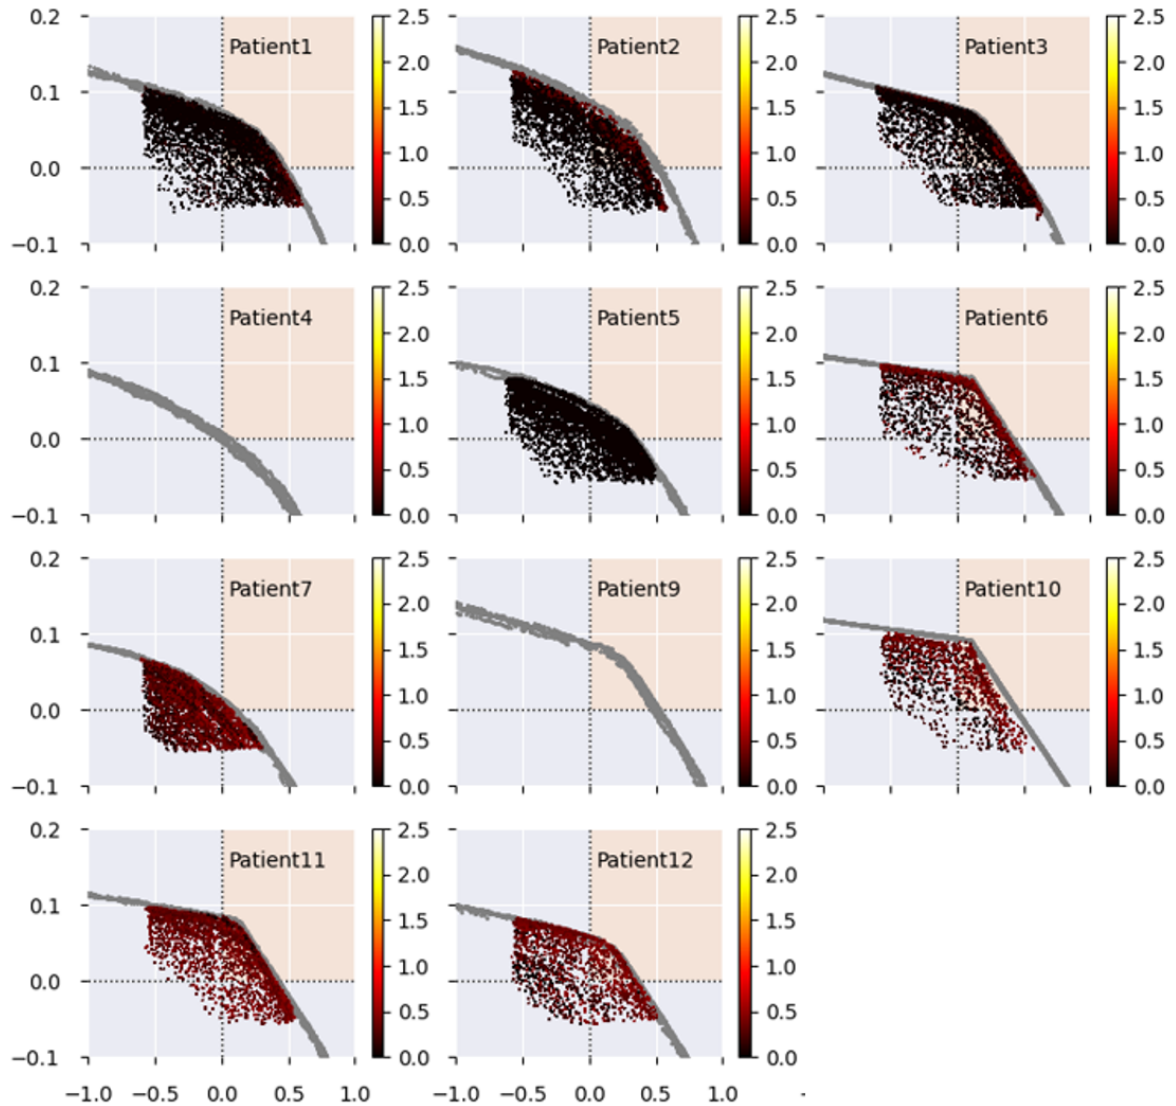 0.2 2.5 2.5 2.5
Patient1 Patient2 Patient3
2.0 2.0 2.0
0.1
1.5 1.5 1.5
1.0 1.0 1.0
0.0
0.5 0.5 0.5
−0.1 0.0 0.0 0.0
0.2 2.5 2.5 2.5
Patient4 Patient5 Patient6
2.0 2.0 2.0
0.1
1.5 1.5 1.5
1.0 1.0 1.0
0.0
0.5 0.5 0.5
−0.1 0.0 0.0 0.0
0.2 2.5 2.5 2.5
Patient7 Patient9 Patient10
2.0 2.0 2.0
0.1
1.5 1.5 1.5
1.0 1.0 1.0
0.0
0.5 0.5 0.5
−0.1 0.0 0.0 0.0
0.2 2.5 2.5
Patient11 Patient12
2.0 2.0
0.1
1.5 1.5
1.0 1.0
0.0
0.5 0.5
−0.1 0.0 0.0
−1.0 −0.5 0.0 0.5 1.0 −1.0 −0.5 0.0 0.5 1.0